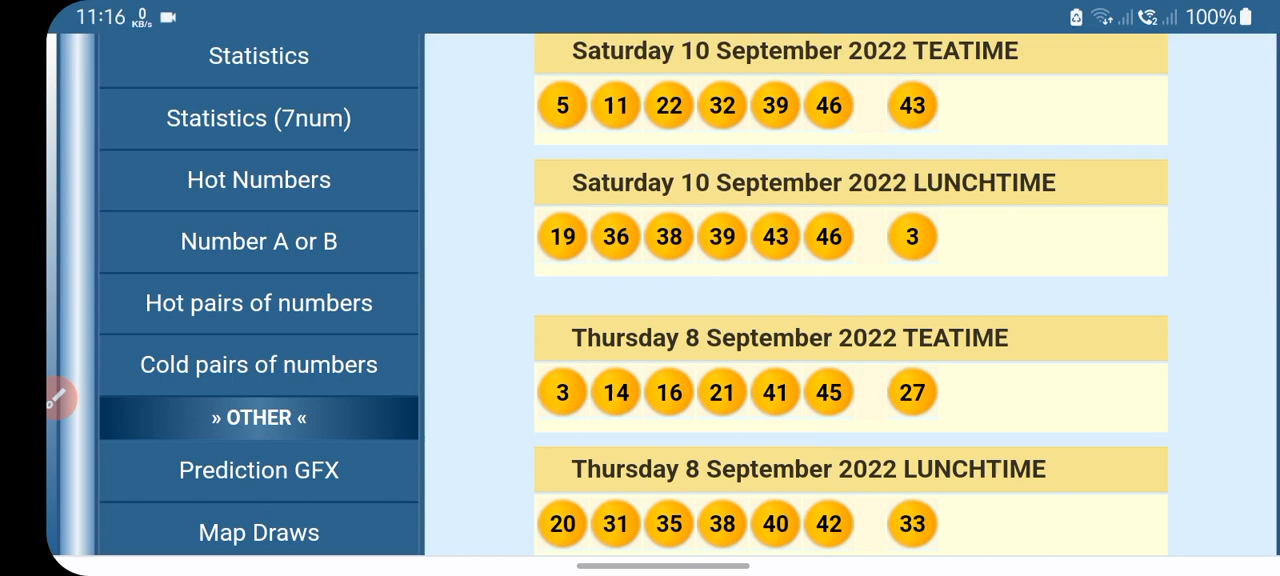 11:16 0 KB/s 2 100%
Statistics
Statistics (7num)
Hot Numbers
Number A or B
Hot pairs of numbers
Cold pairs of numbers
» OTHER «
Prediction GFX
Map Draws
Saturday 10 September 2022 TEATIME
5 11 22 32 39 46 43
Saturday 10 September 2022 LUNCHTIME
19 36 38 39 43 46 3
Thursday 8 September 2022 TEATIME
3 14 16 21 41 45 27
Thursday 8 September 2022 LUNCHTIME
20 31 35 38 40 42 33